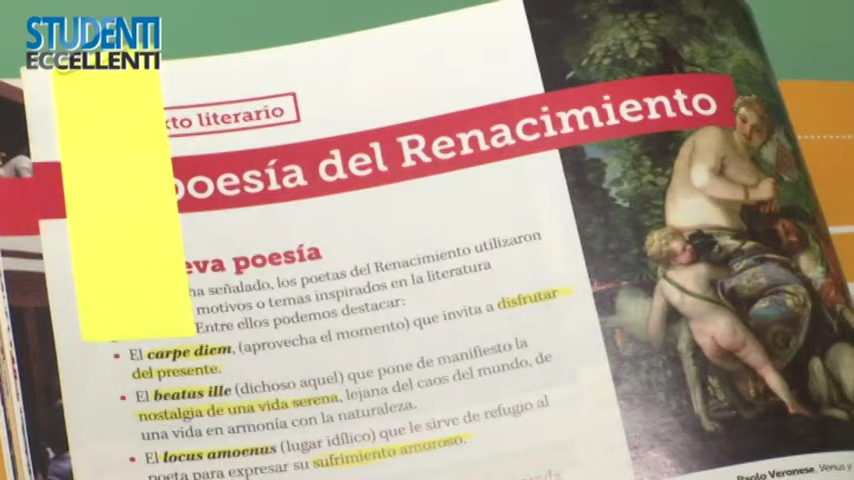 STUDENTI
ECCELLENTI
xto literario
poesía del Renacimiento
eva poesía
ha señalado, los poetas del Renacimiento utilizaron
motivos o temas inspirados en la literatura
Entre ellos podemos destacar:
• El carpe diem, (aprovecha el momento) que invita a disfrutar
del presente.
• El beatus ille (dichoso aquel) que pone de manifiesto la
nostalgia de una vida serena, lejana del caos del mundo, de
una vida en armonía con la naturaleza.
• El locus amoenus (lugar idílico) que le sirve de refugio al
poeta para expresar su sufrimiento amoroso.
Paolo Veronese, Venus y